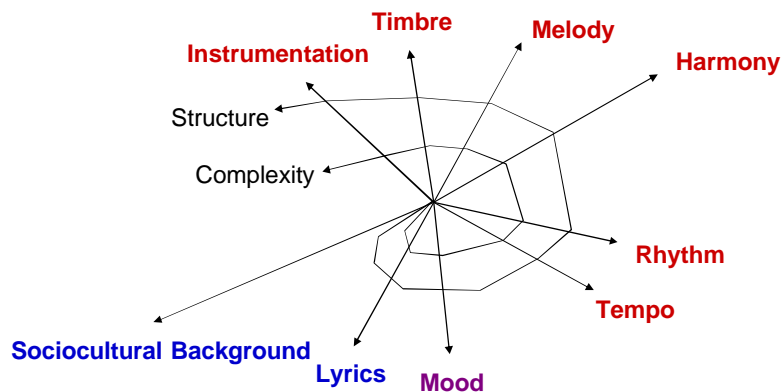 Timbre
Melody
Instrumentation
Harmony
Structure
Complexity
Rhythm
Tempo
Sociocultural Background
Lyrics
Mood